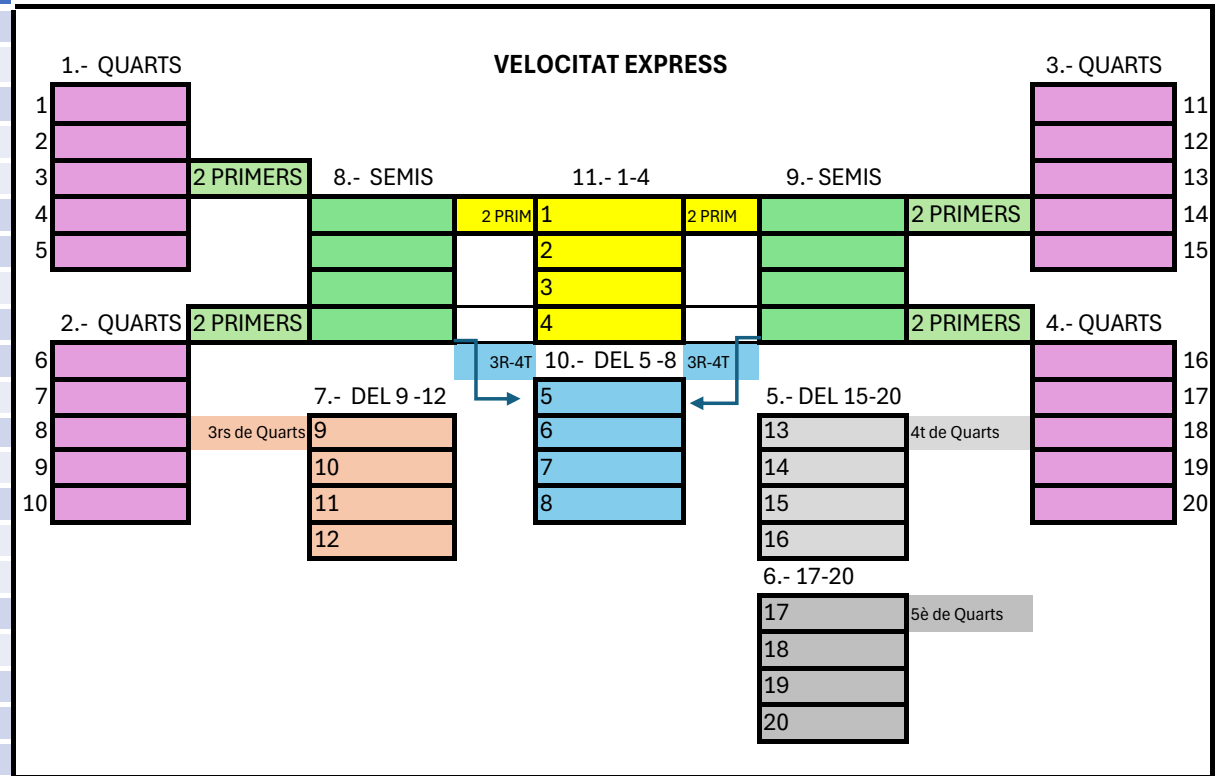 VELOCITAT EXPRESS
1.- QUARTS
1
2
3
4
5
2 PRIMERS
2.- QUARTS
2 PRIMERS
6
7
8
9
10
3rs de Quarts
8.- SEMIS
7.- DEL 9 -12
9
10
11
12
2 PRIM
11.- 1-4
1
2
3
4
2 PRIM
3R-4T
10.- DEL 5 -8
3R-4T
5
6
7
8
9.- SEMIS
2 PRIMERS
2 PRIMERS
5.- DEL 15-20
13
14
15
16
4t de Quarts
6.- 17-20
17
18
19
20
5è de Quarts
3.- QUARTS
11
12
13
14
15
4.- QUARTS
16
17
18
19
20